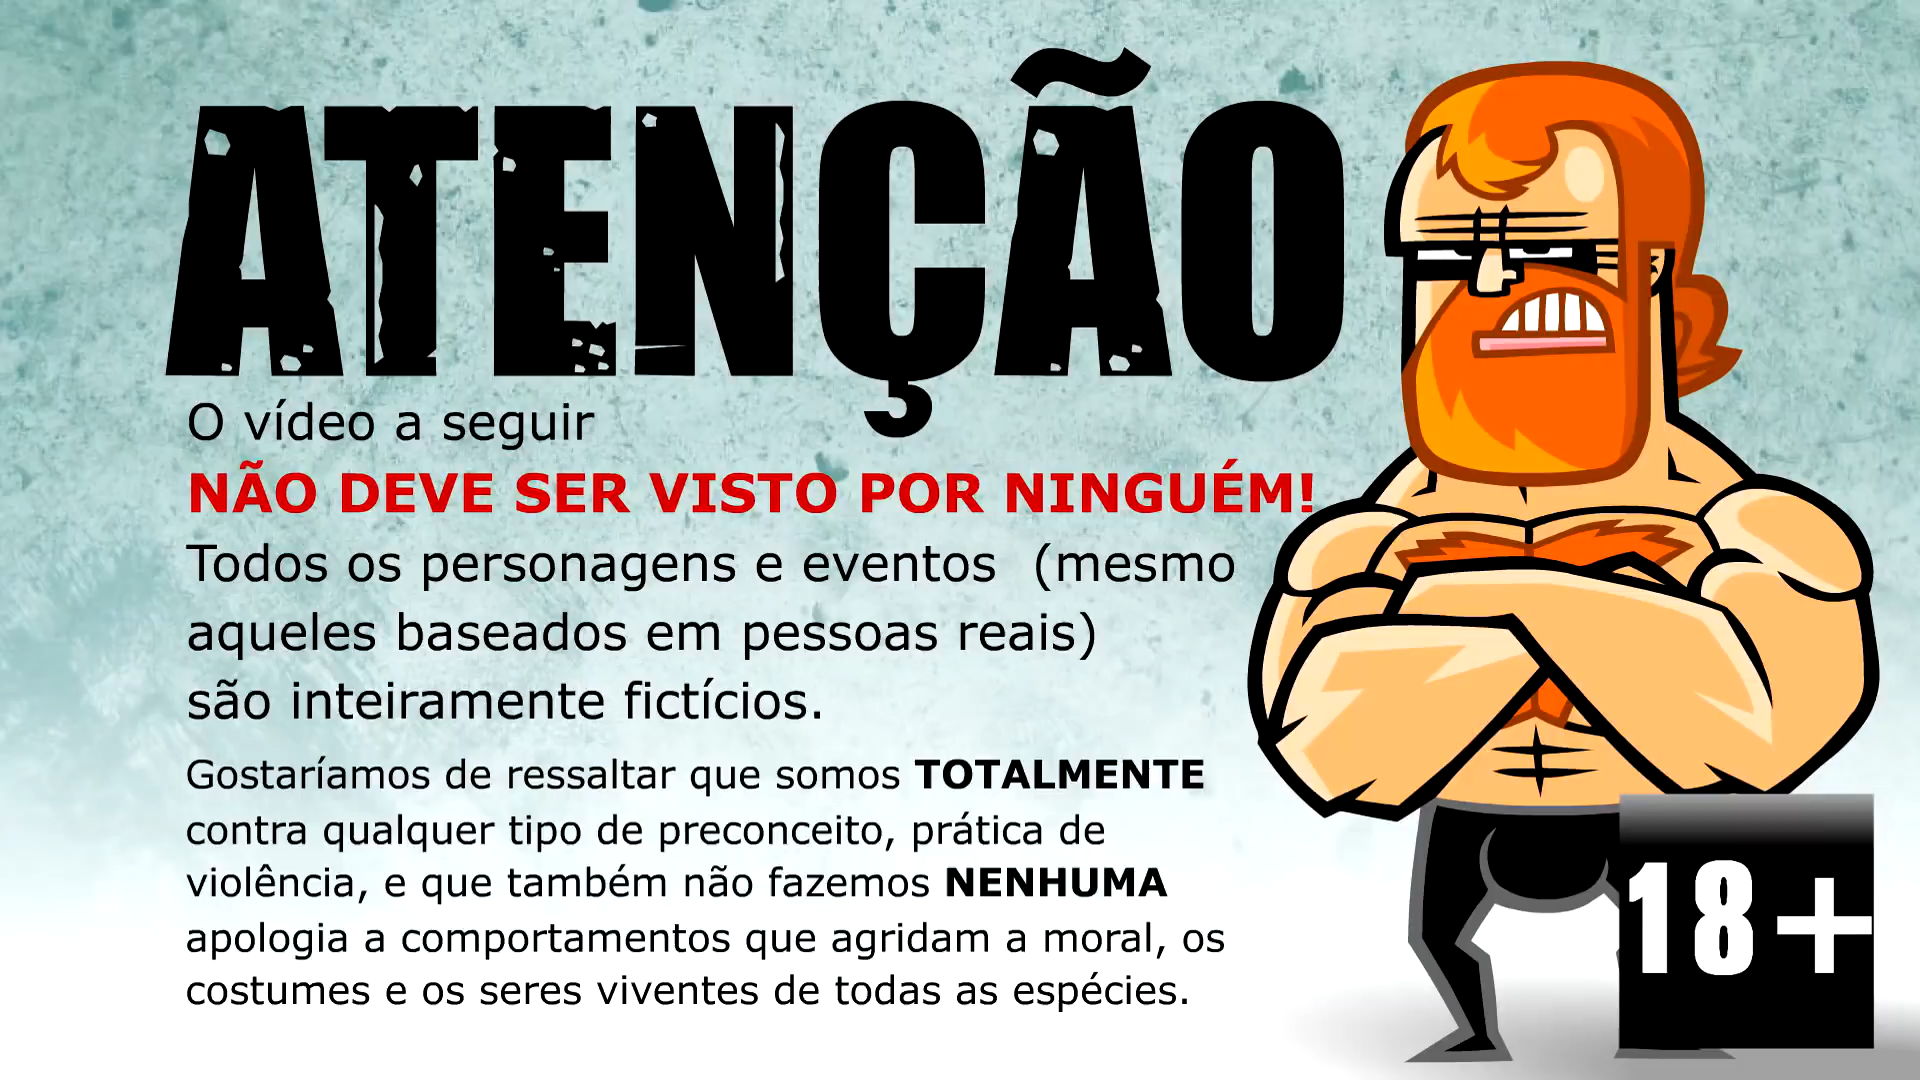 ATENÇÃO
O vídeo a seguir
NÃO DEVE SER VISTO POR NINGUÉM!
Todos os personagens e eventos (mesmo
aqueles baseados em pessoas reais)
são inteiramente fictícios.
Gostaríamos de ressaltar que somos TOTALMENTE
contra qualquer tipo de preconceito, prática de
violência, e que também não fazemos NENHUMA
apologia a comportamentos que agridam a moral, os
costumes e os seres viventes de todas as espécies.
18+